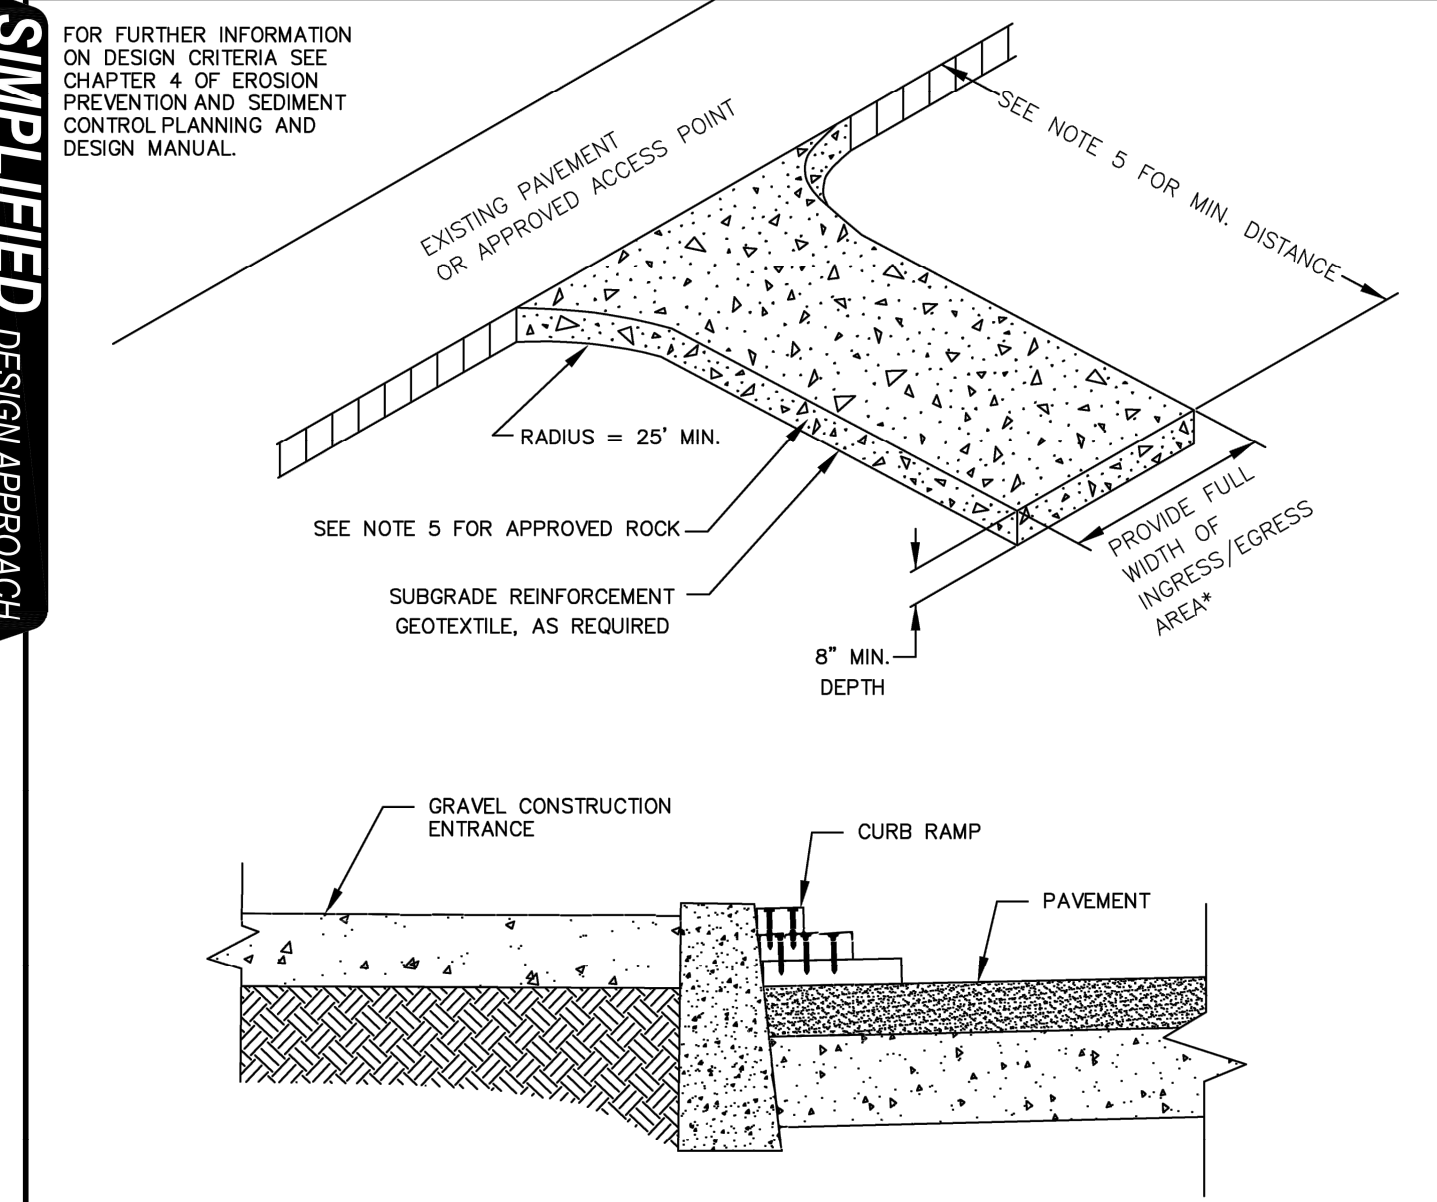 SIMPLIFIED DESIGN APPROACH
FOR FURTHER INFORMATION
ON DESIGN CRITERIA SEE
CHAPTER 4 OF EROSION
PREVENTION AND SEDIMENT
CONTROL PLANNING AND
DESIGN MANUAL.
EXISTING PAVEMENT
OR APPROVED ACCESS POINT
SEE NOTE 5 FOR MIN. DISTANCE
RADIUS = 25' MIN.
SEE NOTE 5 FOR APPROVED ROCK
SUBGRADE REINFORCEMENT
GEOTEXTILE, AS REQUIRED
PROVIDE FULL
WIDTH OF
INGRESS/EGRESS
AREA*
8" MIN.
DEPTH
GRAVEL CONSTRUCTION
ENTRANCE
CURB RAMP
PAVEMENT